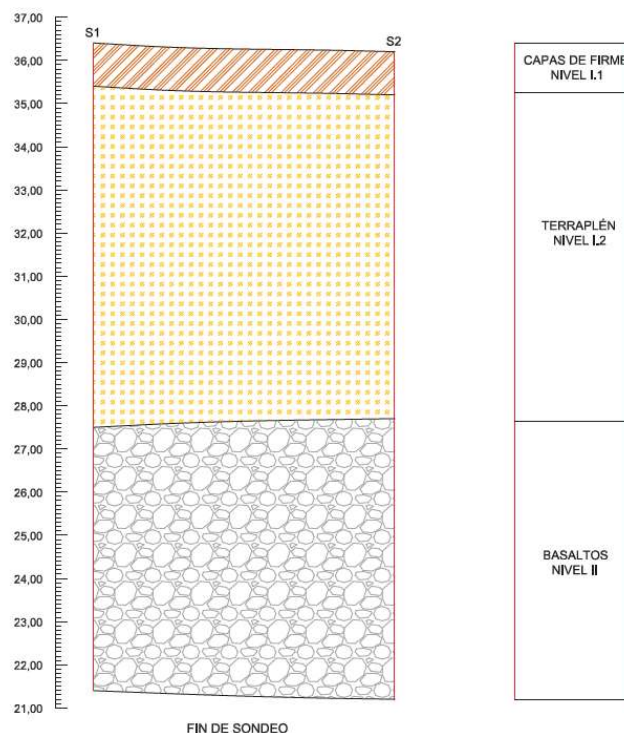 37,00
S1
S2
36,00
35,00
34,00
33,00
32,00
31,00
30,00
29,00
28,00
27,00
26,00
25,00
24,00
23,00
22,00
21,00
CAPAS DE FIRME
NIVEL I.1
TERRAPLÉN
NIVEL I.2
BASALTOS
NIVEL II
FIN DE SONDEO